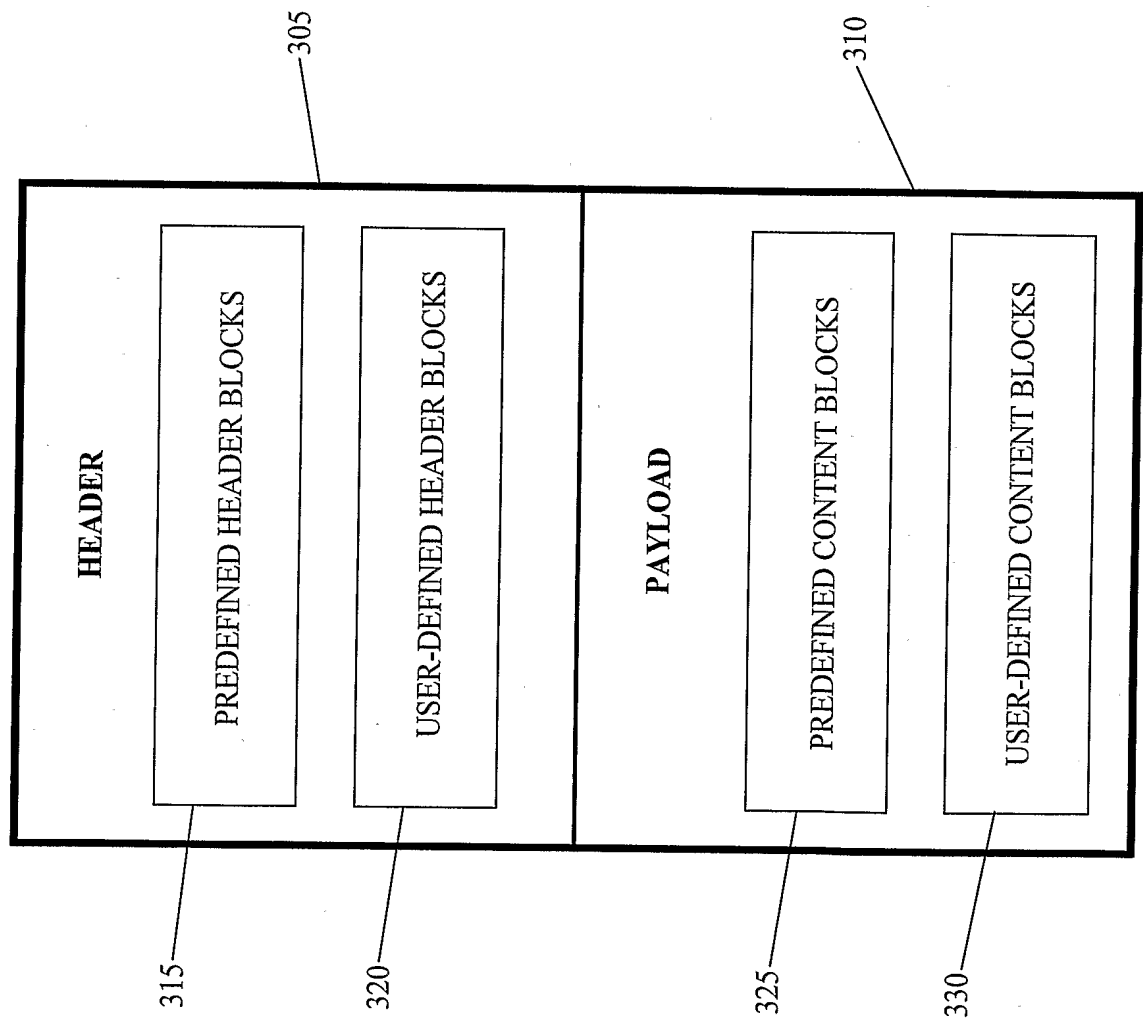 HEADER
305
PREDEFINED HEADER BLOCKS
315
USER-DEFINED HEADER BLOCKS
320
PAYLOAD
310
PREDEFINED CONTENT BLOCKS
325
USER-DEFINED CONTENT BLOCKS
330